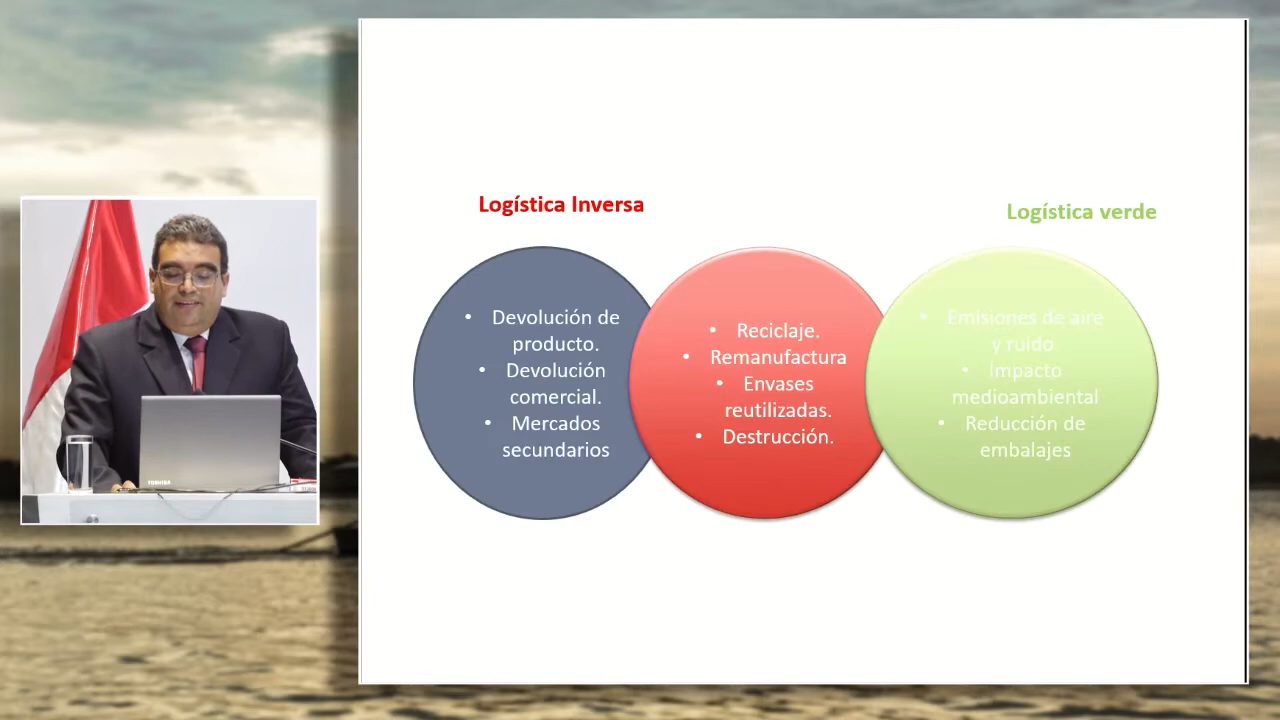 Logística Inversa
Logística verde
• Devolución de
producto.
• Devolución
comercial.
• Mercados
secundarios
• Reciclaje.
• Remanufactura
• Envases
reutilizadas.
• Destrucción.
• Emisiones de aire
y ruido
• Impacto
medioambiental
• Reducción de
embalajes
TOSHIBA